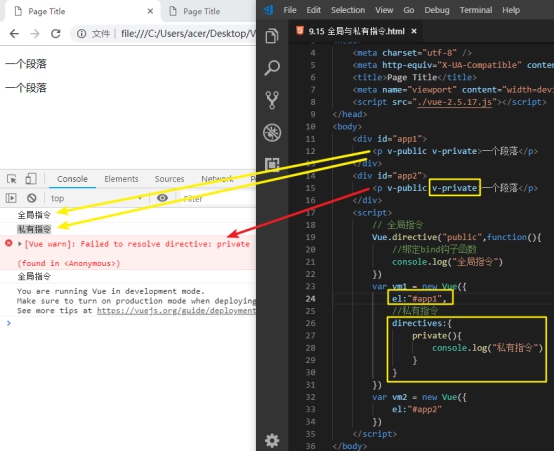 Page Title
Page Title
file:///C:/Users/acer/Desktop/V
一个段落
一个段落
Console
Elements
Sources
Network
top
Filter
全局指令
私有指令
[Vue warn]: Failed to resolve directive: private
(found in <Anonymous>)
全局指令
You are running Vue in development mode.
Make sure to turn on production mode when deploying
See more tips at https://vuejs.org/guide/deployment
File Edit Selection View Go Debug Terminal Help
9.15 全局与私有指令.html
4 <meta charset="utf-8" />
5 <meta http-equiv="X-UA-Compatible" conten
6 <title>Page Title</title>
7 <meta name="viewport" content="width=devi
8 <script src="./vue-2.5.17.js"></script>
9 </head>
10 <body>
11 <div id="app1">
12 <p v-public v-private>一个段落</p>
13 </div>
14 <div id="app2">
15 <p v-public v-private>一个段落</p>
16 </div>
17 <script>
18 // 全局指令
19 Vue.directive("public",function(){
20 //绑定bind钩子函数
21 console.log("全局指令")
22 })
23 var vm1 = new Vue({
24 el:"#app1",
25 //私有指令
26 directives:{
27 private(){
28 console.log("私有指令")
29 }
30 }
31 })
32 var vm2 = new Vue({
33 el:"#app2"
34 })
35 </script>
36 </body>